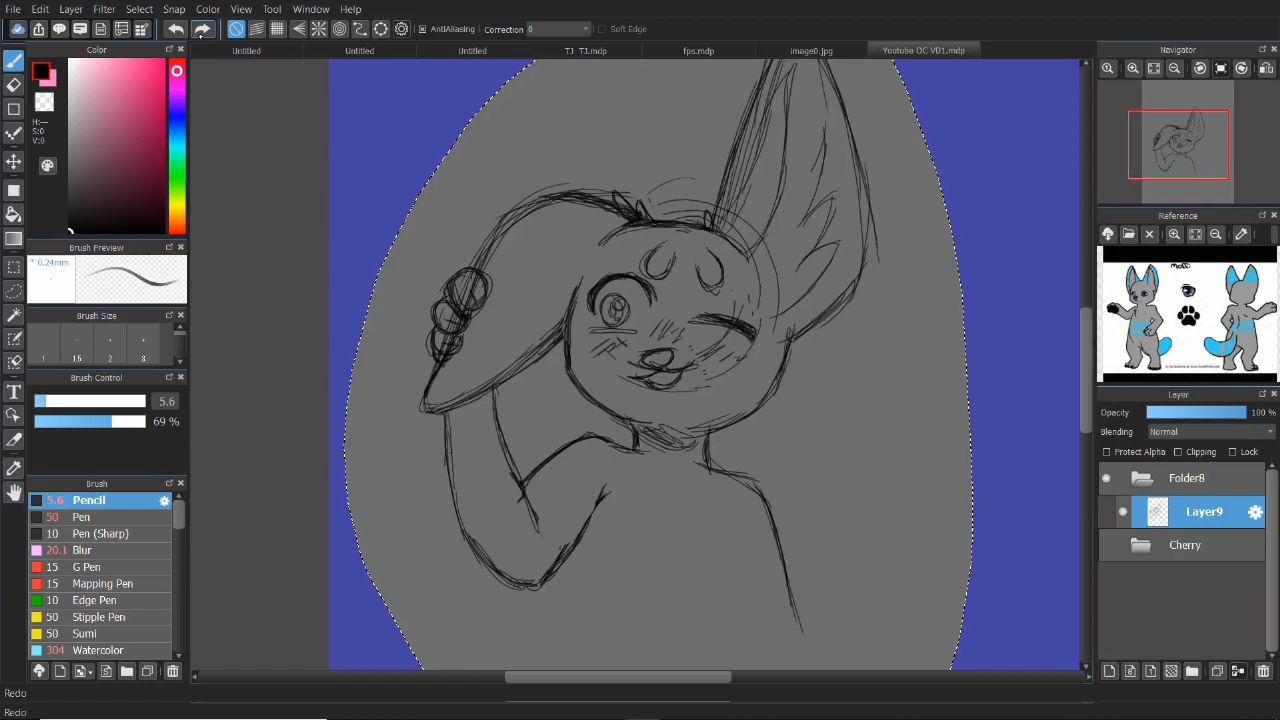 File Edit Layer Filter Select Snap Color View Tool Window Help
AntiAliasing Correction 0 Soft Edge
Color
Untitled Untitled Untitled TJ_TJ.mdp fps.mdp image0.jpg Youtube OC V01.mdp
Navigator
H:---
S:0
V:0
Brush Preview
* 0.24mm
Brush Size
1 1.5 2 3
Brush Control
5.6
69 %
Brush
5.6 Pencil
50 Pen
10 Pen (Sharp)
20.1 Blur
15 G Pen
15 Mapping Pen
10 Edge Pen
50 Stipple Pen
50 Sumi
304 Watercolor
Reference
Layer
Opacity 100 %
Blending Normal
Protect Alpha Clipping Lock
Folder8
Layer9
Cherry
Redo
Redo